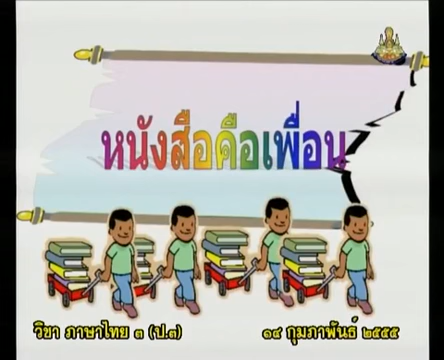 หนังสือคือเพื่อน
วิชา ภาษาไทย ๓ (ป.๓)
๑๔ กุมภาพันธ์ ๒๕๕๕